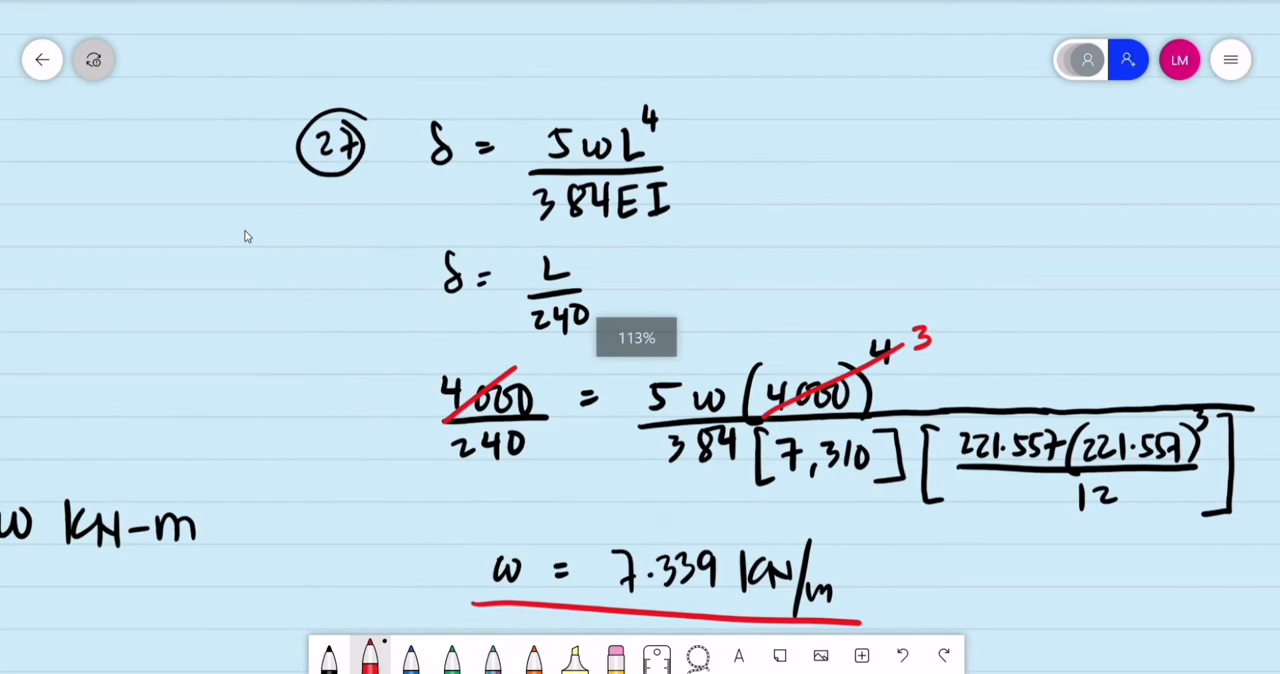 LM
27 δ = 5wL⁴ / 384EI
δ = L / 240
113%
4000 / 240 = 5w(4000)⁴ ³ / 384[7,310][221.557(221.557)³ / 12]
w KN-m
w = 7.339 KN/m
A